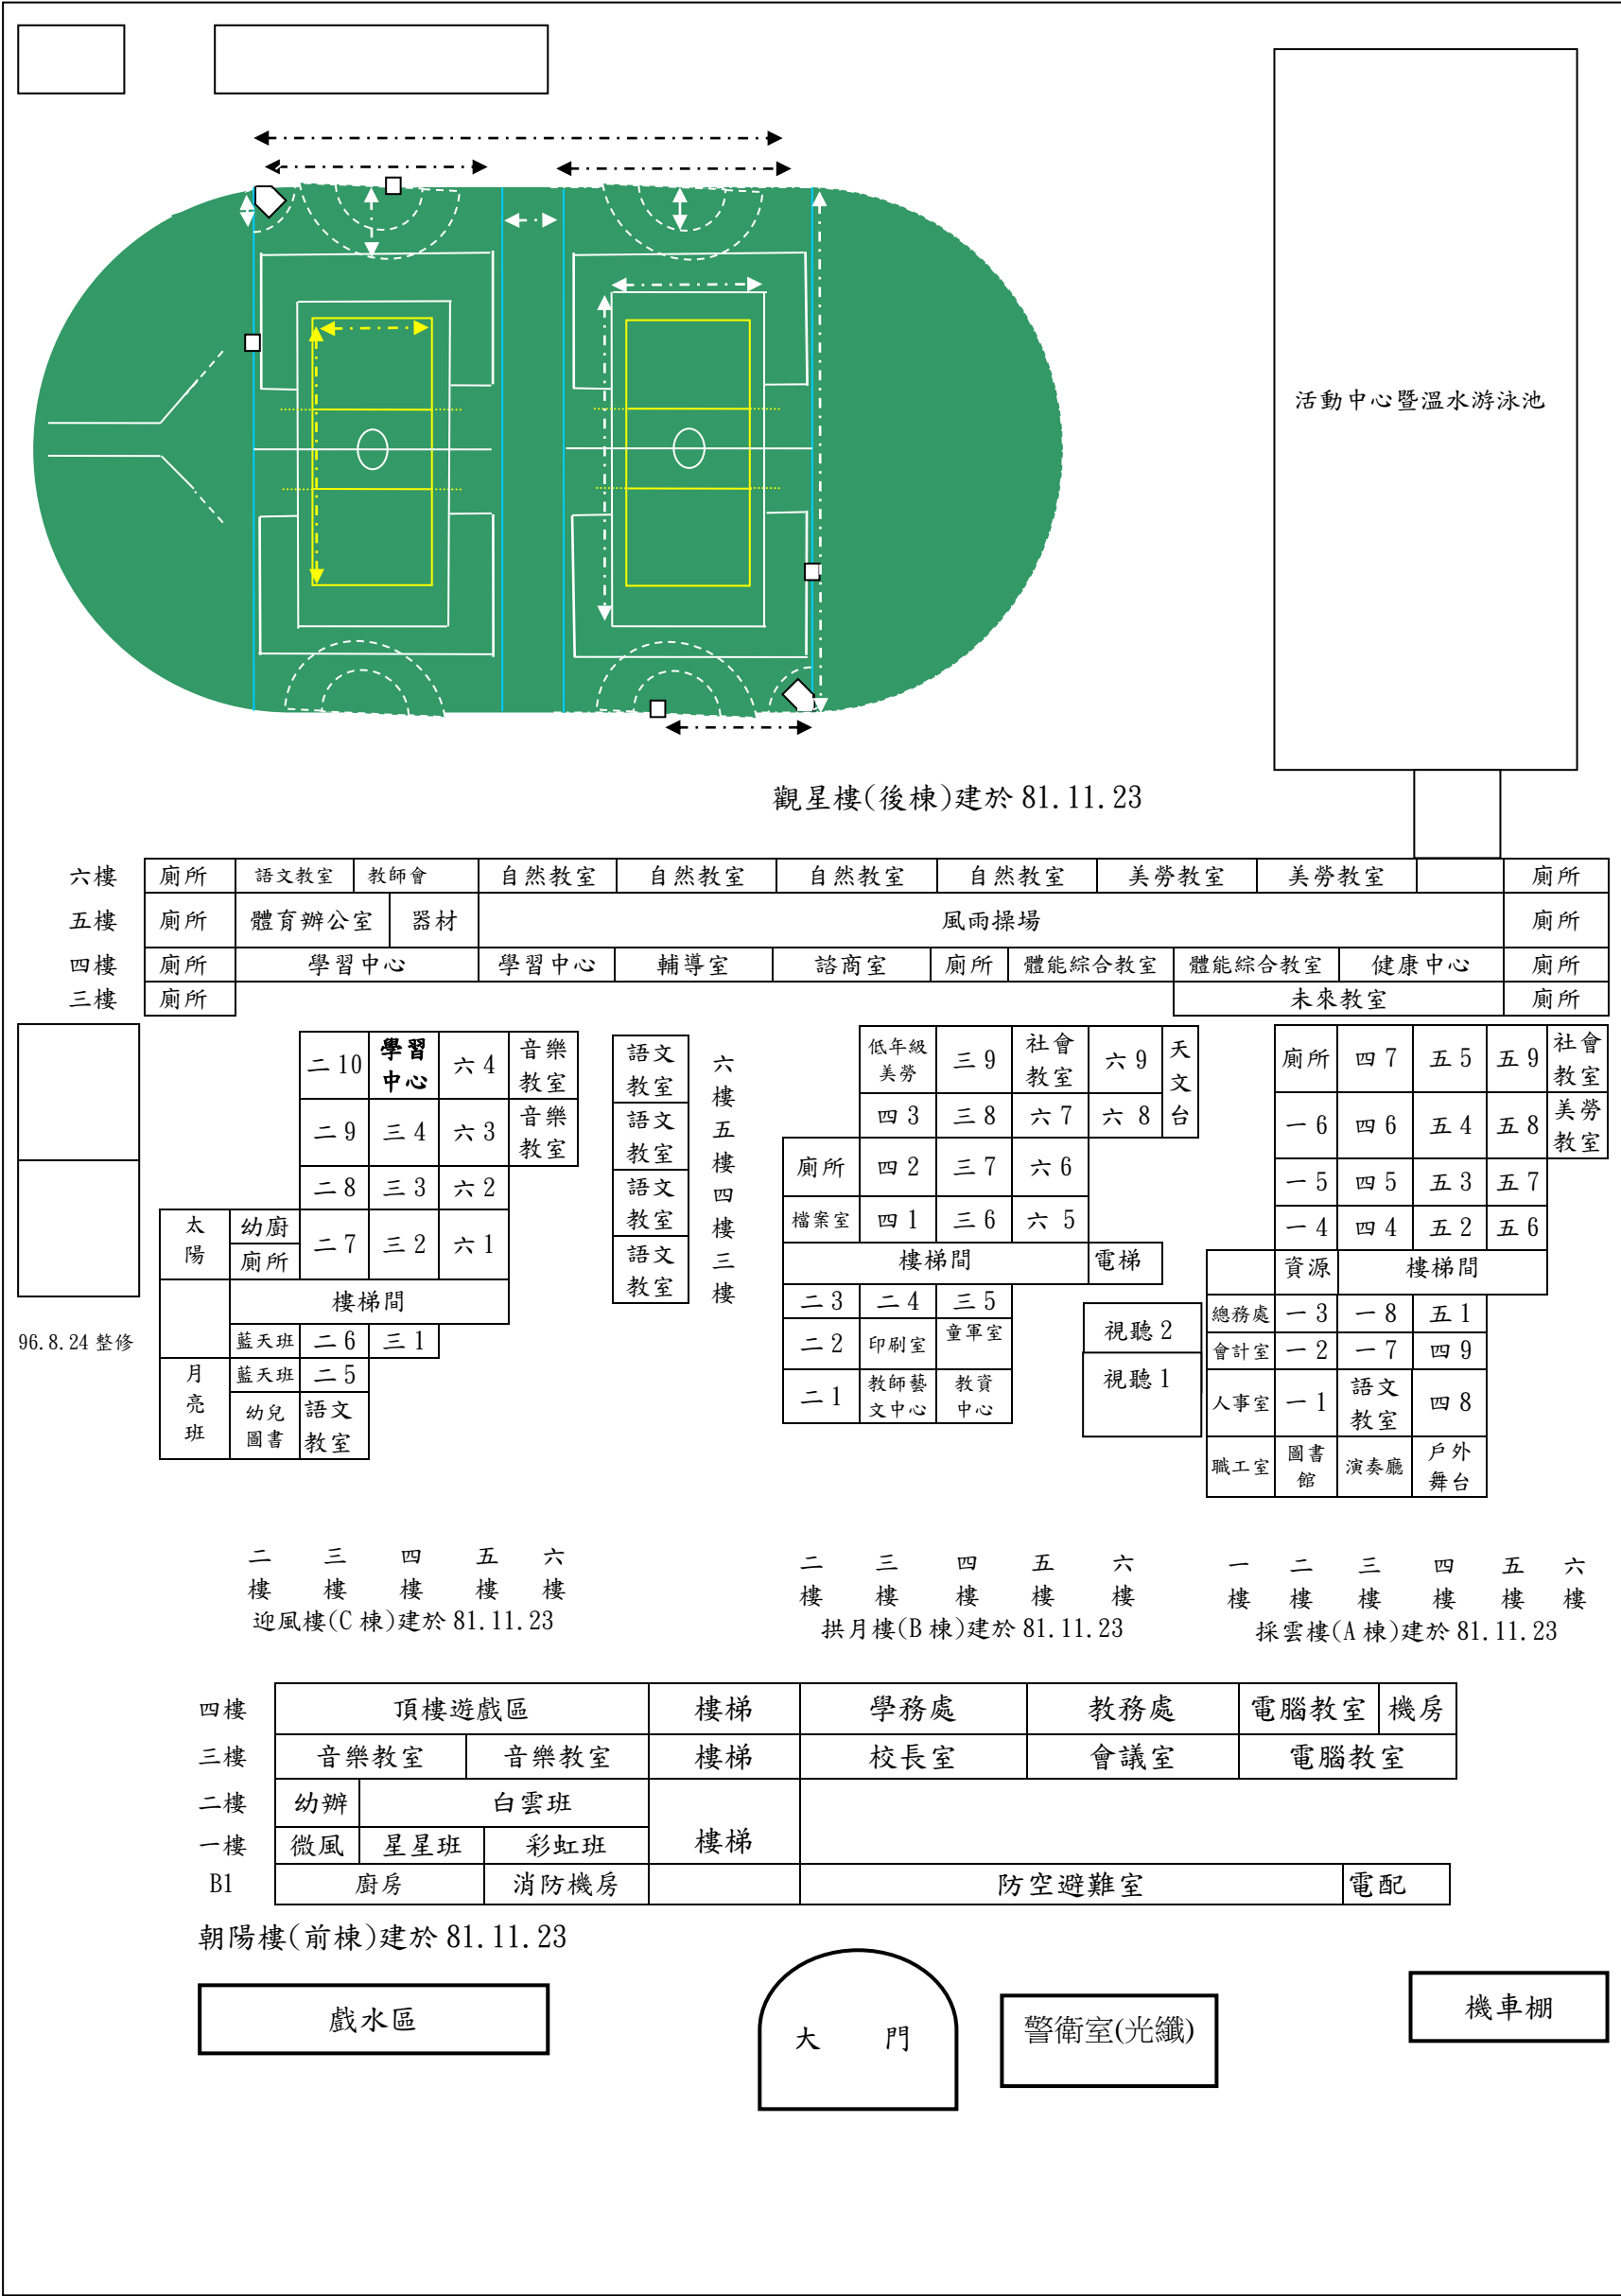 活動中心暨溫水游泳池
觀星樓(後棟)建於 81.11.23
六樓 廁所 語文教室 教師會 自然教室 自然教室 自然教室 自然教室 美勞教室 美勞教室 廁所
五樓 廁所 體育辦公室 器材 風雨操場 廁所
四樓 廁所 學習中心 學習中心 輔導室 諮商室 廁所 體能綜合教室 體能綜合教室 健康中心 廁所
三樓 廁所 未來教室 廁所
二 10 學習中心 六 4 音樂教室
二 9 三 4 六 3 音樂教室
二 8 三 3 六 2
太陽 幼廚 二 7 三 2 六 1
廁所
樓梯間
藍天班 二 6 三 1
月亮班 藍天班 二 5
幼兒圖書 語文教室
96.8.24 整修
語文教室
語文教室
語文教室
語文教室
六樓五樓四樓三樓
低年級美勞 三 9 社會教室 六 9 天文台
四 3 三 8 六 7 六 8
廁所 四 2 三 7 六 6
檔案室 四 1 三 6 六 5
樓梯間 電梯
二 3 二 4 三 5
二 2 印刷室 童軍室
二 1 教師藝文中心 教資中心
視聽 2
視聽 1
廁所 四 7 五 5 五 9 社會教室
一 6 四 6 五 4 五 8 美勞教室
一 5 四 5 五 3 五 7
一 4 四 4 五 2 五 6
資源 樓梯間
總務處 一 3 一 8 五 1
會計室 一 2 一 7 四 9
人事室 一 1 語文教室 四 8
職工室 圖書館 演奏廳 戶外舞台
二樓 三樓 四樓 五樓 六樓
迎風樓(C 棟)建於 81.11.23
二樓 三樓 四樓 五樓 六樓
拱月樓(B 棟)建於 81.11.23
一樓 二樓 三樓 四樓 五樓 六樓
採雲樓(A 棟)建於 81.11.23
四樓 頂樓遊戲區 樓梯 學務處 教務處 電腦教室 機房
三樓 音樂教室 音樂教室 樓梯 校長室 會議室 電腦教室
二樓 幼辦 白雲班
一樓 微風 星星班 彩虹班 樓梯
B1 廚房 消防機房 防空避難室 電配
朝陽樓(前棟)建於 81.11.23
戲水區
大 門
警衛室(光纖)
機車棚